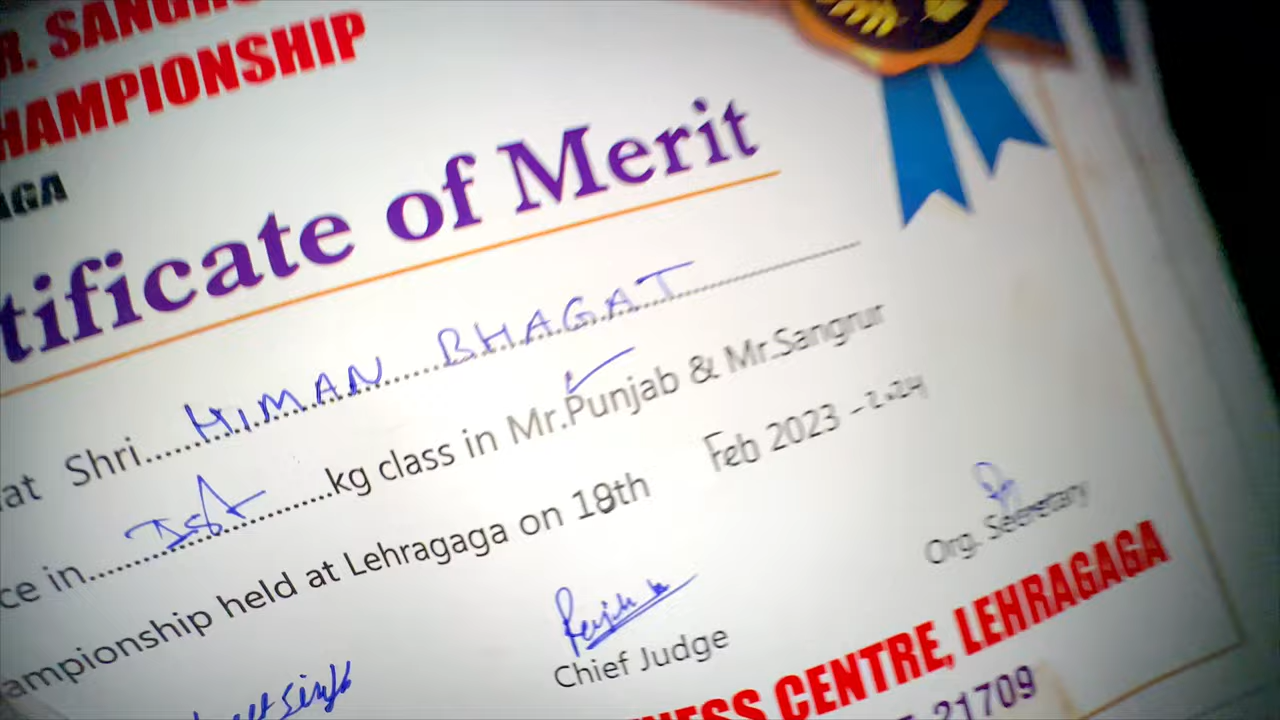 R. SANGR
HAMPIONSHIP
AGA
tificate of Merit
at Shri HIMAN BHAGAT
ce in kg class in Mr.Punjab & Mr.Sangrur
ampionship held at Lehragaga on 19th Feb 2023
Chief Judge
Org. Secretary
NESS CENTRE, LEHRAGAGA
21709